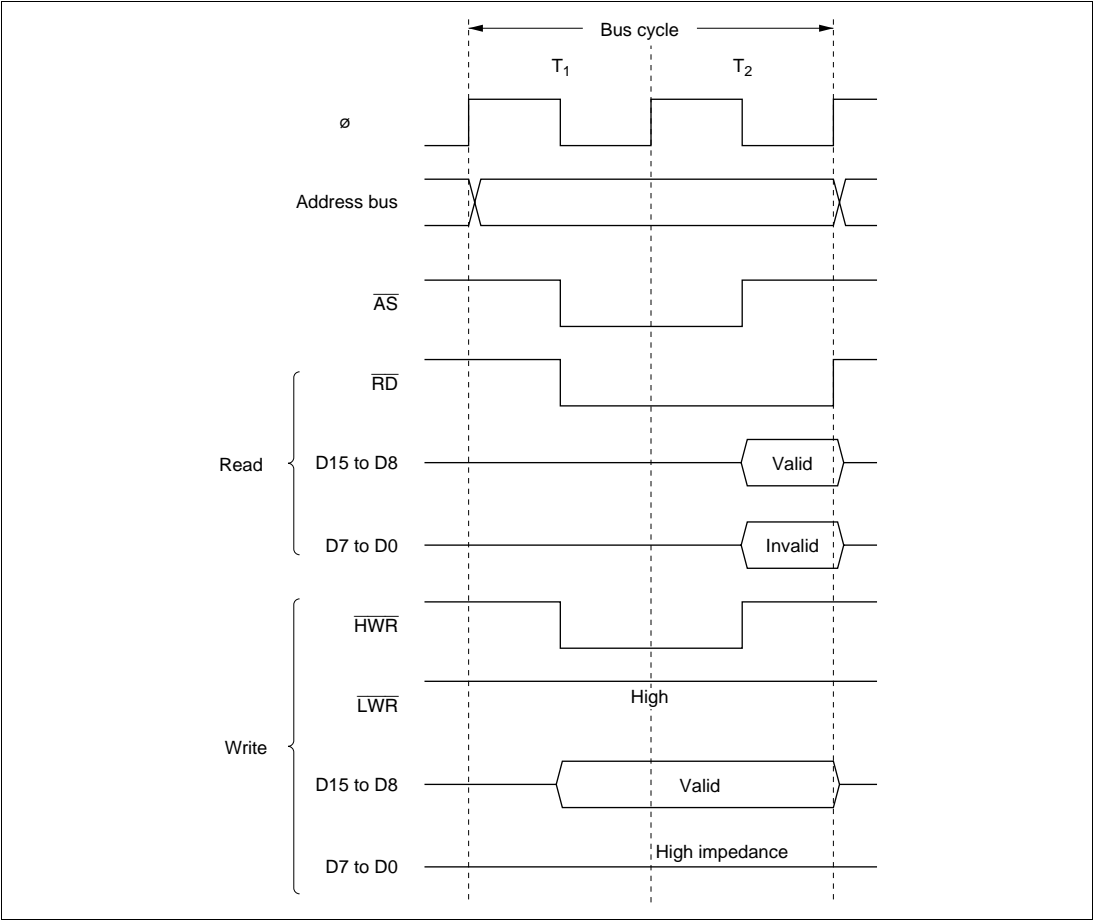 Bus cycle
T1 T2
ø
Address bus
AS
RD
Read
D15 to D8 Valid
D7 to D0 Invalid
HWR
High
LWR
Write
D15 to D8 Valid
High impedance
D7 to D0